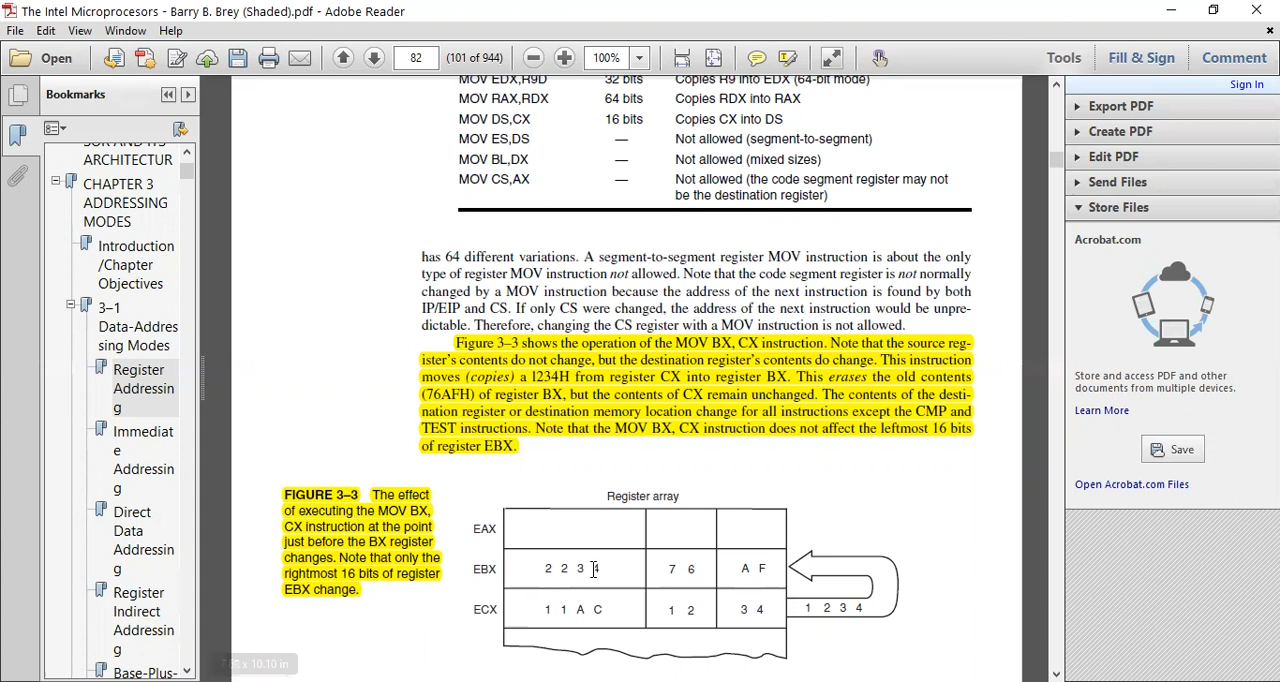 The Intel Microprocesors - Barry B. Brey (Shaded).pdf - Adobe Reader
File Edit View Window Help
Open 82 (101 of 944) 100% Tools Fill & Sign Comment
Bookmarks
SOR AND ITS
ARCHITECTUR
CHAPTER 3
ADDRESSING
MODES
Introduction
/Chapter
Objectives
3–1
Data-Addres
sing Modes
Register
Addressin
g
Immediat
e
Addressin
g
Direct
Data
Addressin
g
Register
Indirect
Addressin
g
Base-Plus-
MOV EDX,R9D 32 bits Copies R9 into EDX (64-bit mode)
MOV RAX,RDX 64 bits Copies RDX into RAX
MOV DS,CX 16 bits Copies CX into DS
MOV ES,DS — Not allowed (segment-to-segment)
MOV BL,DX — Not allowed (mixed sizes)
MOV CS,AX — Not allowed (the code segment register may not
be the destination register)
has 64 different variations. A segment-to-segment register MOV instruction is about the only
type of register MOV instruction not allowed. Note that the code segment register is not normally
changed by a MOV instruction because the address of the next instruction is found by both
IP/EIP and CS. If only CS were changed, the address of the next instruction would be unpre-
dictable. Therefore, changing the CS register with a MOV instruction is not allowed.
Figure 3–3 shows the operation of the MOV BX, CX instruction. Note that the source reg-
ister's contents do not change, but the destination register's contents do change. This instruction
moves (copies) a l234H from register CX into register BX. This erases the old contents
(76AFH) of register BX, but the contents of CX remain unchanged. The contents of the desti-
nation register or destination memory location change for all instructions except the CMP and
TEST instructions. Note that the MOV BX, CX instruction does not affect the leftmost 16 bits
of register EBX.
FIGURE 3–3 The effect
of executing the MOV BX,
CX instruction at the point
just before the BX register
changes. Note that only the
rightmost 16 bits of register
EBX change.
Register array
EAX
EBX 2 2 3 4 7 6 A F
ECX 1 1 A C 1 2 3 4 1 2 3 4
Sign In
Export PDF
Create PDF
Edit PDF
Send Files
Store Files
Acrobat.com
Store and access PDF and other
documents from multiple devices.
Learn More
Save
Open Acrobat.com Files